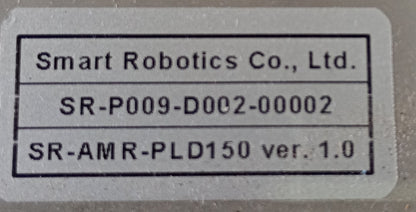 Smart Robotics Co., Ltd.
SR-P009-D002-00002
SR-AMR-PLD150 ver. 1.0